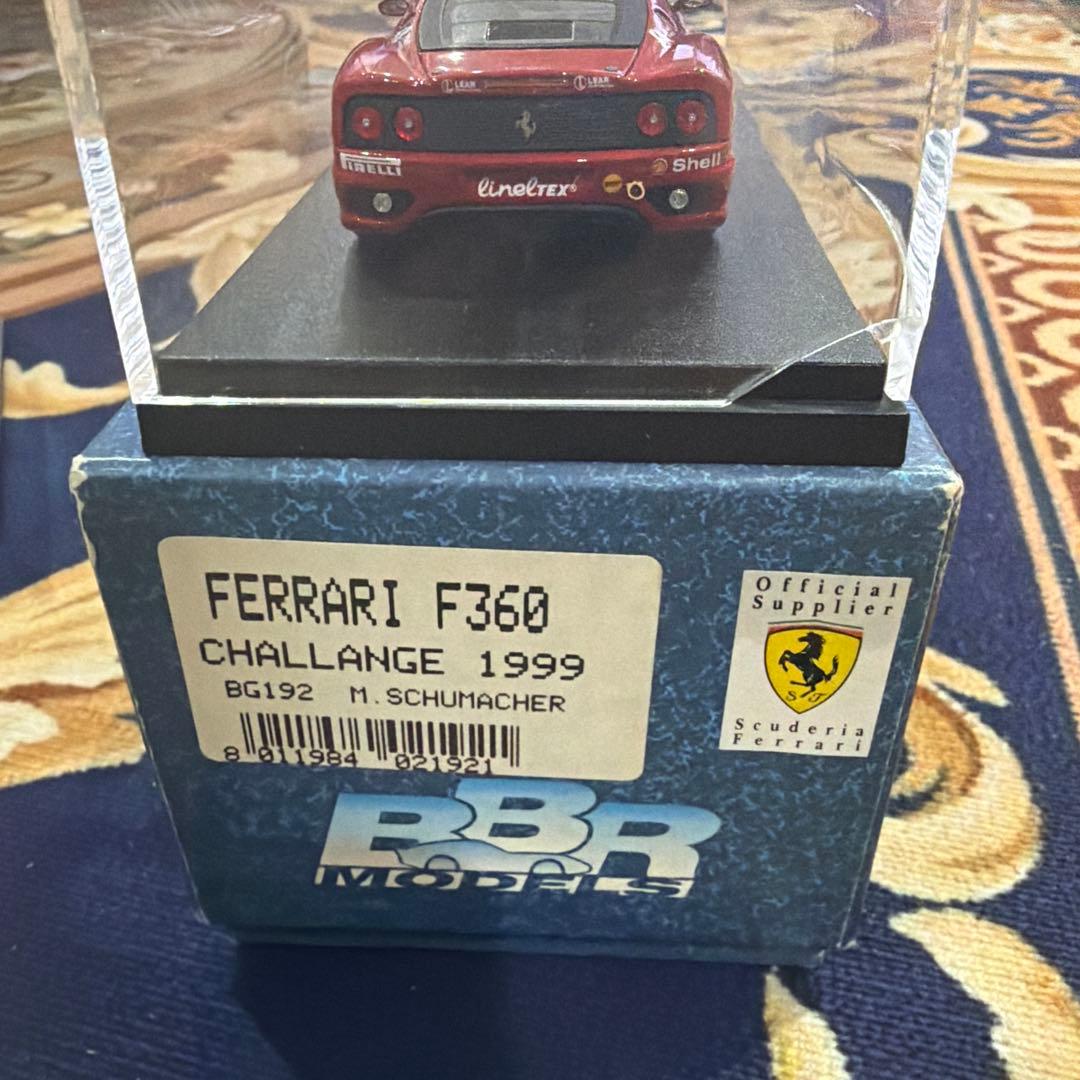 LEAR LEAR
PIRELLI
Shell
linelTEX
FERRARI F360
CHALLANGE 1999
BG192 M.SCHUMACHER
8 011984 021921
Official
Supplier
S F
Scuderia
Ferrari
BBR
MODELS